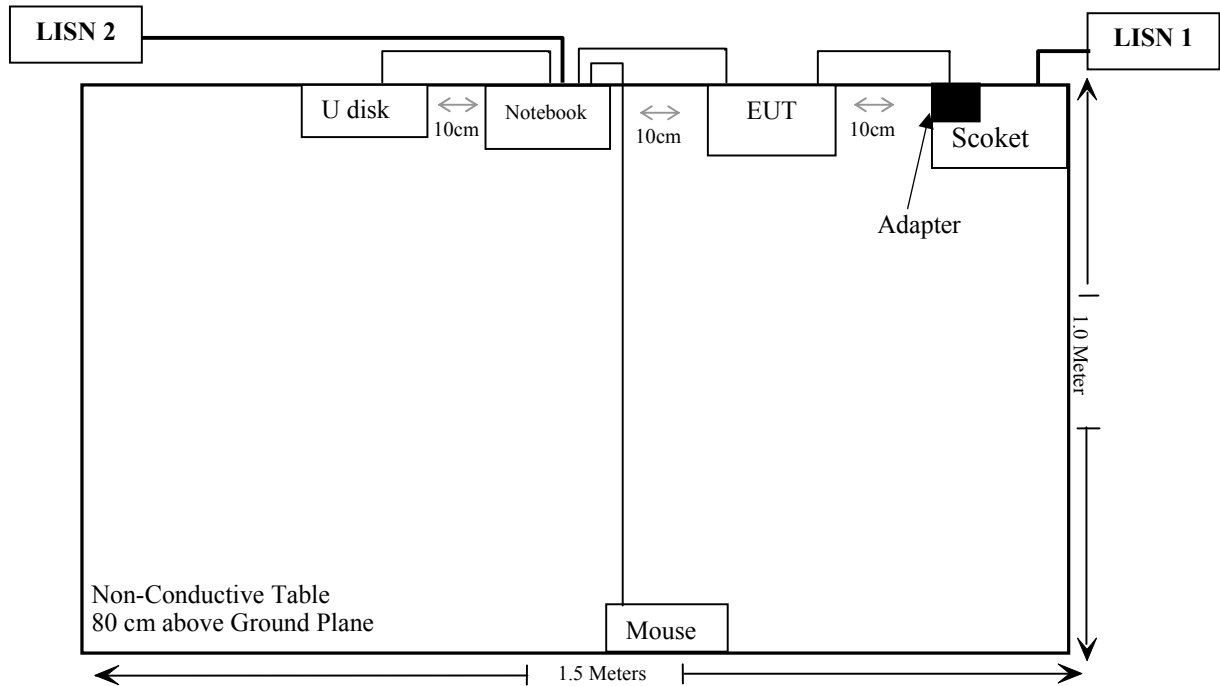 LISN 2
LISN 1
U disk
10cm
Notebook
10cm
EUT
10cm
Scoket
Adapter
1.0 Meter
Non-Conductive Table
80 cm above Ground Plane
Mouse
1.5 Meters